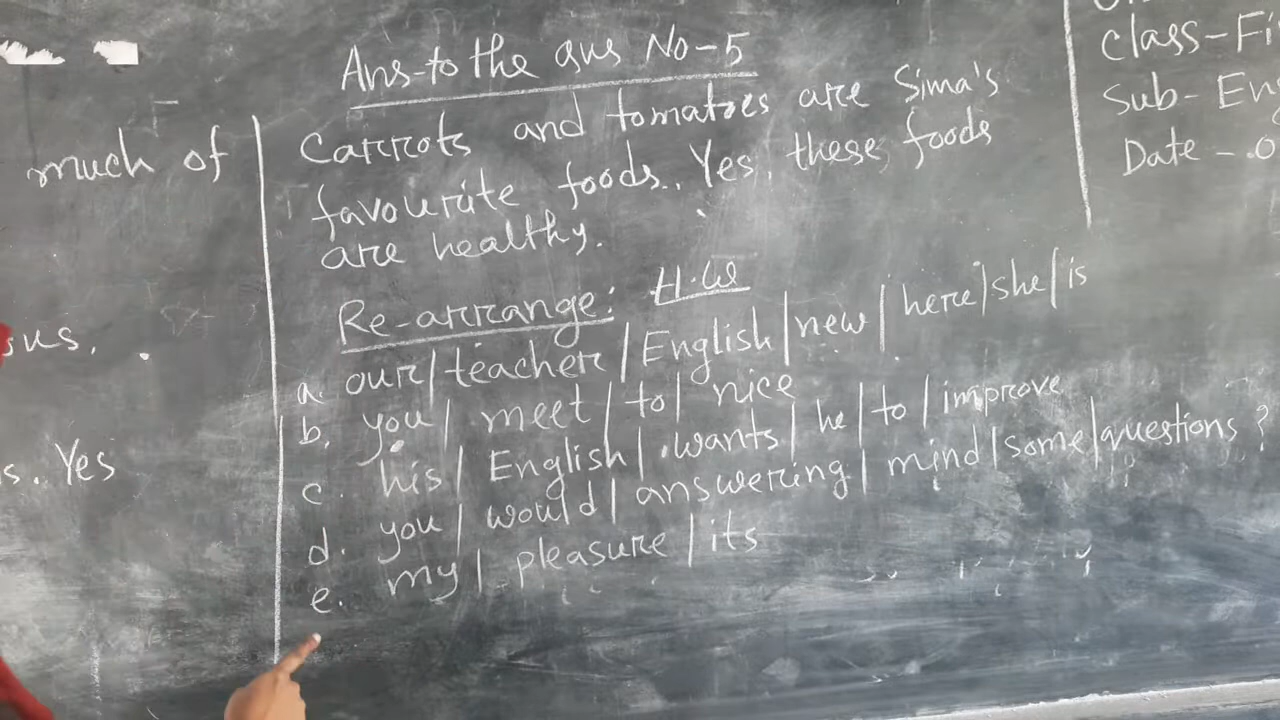 much of
sus.
s. Yes
Ans-to the qus No-5
Carrots and tomatoes are Sima's
favourite foods. Yes, these foods
are healthy.
Re-arrange: H.W
a. our/teacher/English/new/here/she/is
b. you/ meet/to/ nice
c. his/ English/ wants/ he/to/improve
d. you/ would/ answering/ mind/some/questions?
e. my/ pleasure/its
Class-Fi
Sub- En
Date - .0